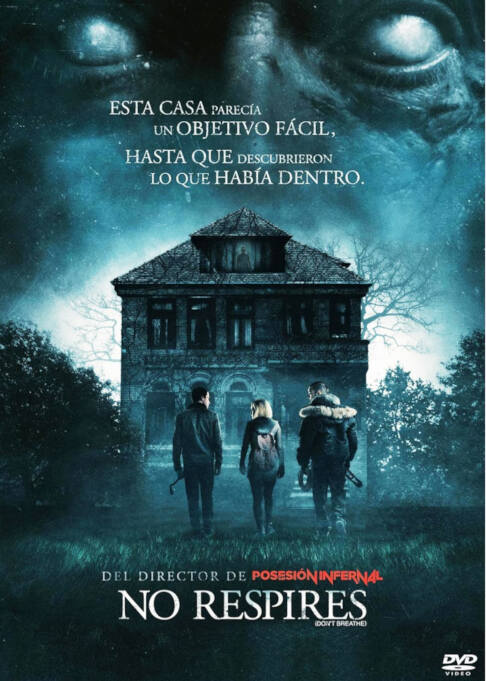 ESTA CASA PARECÍA
UN OBJETIVO FÁCIL,
HASTA QUE DESCUBRIERON
LO QUE HABÍA DENTRO.
DEL DIRECTOR DE POSESIÓN INFERNAL
NO RESPIRES
(DON'T BREATHE)
DVD
VIDEO